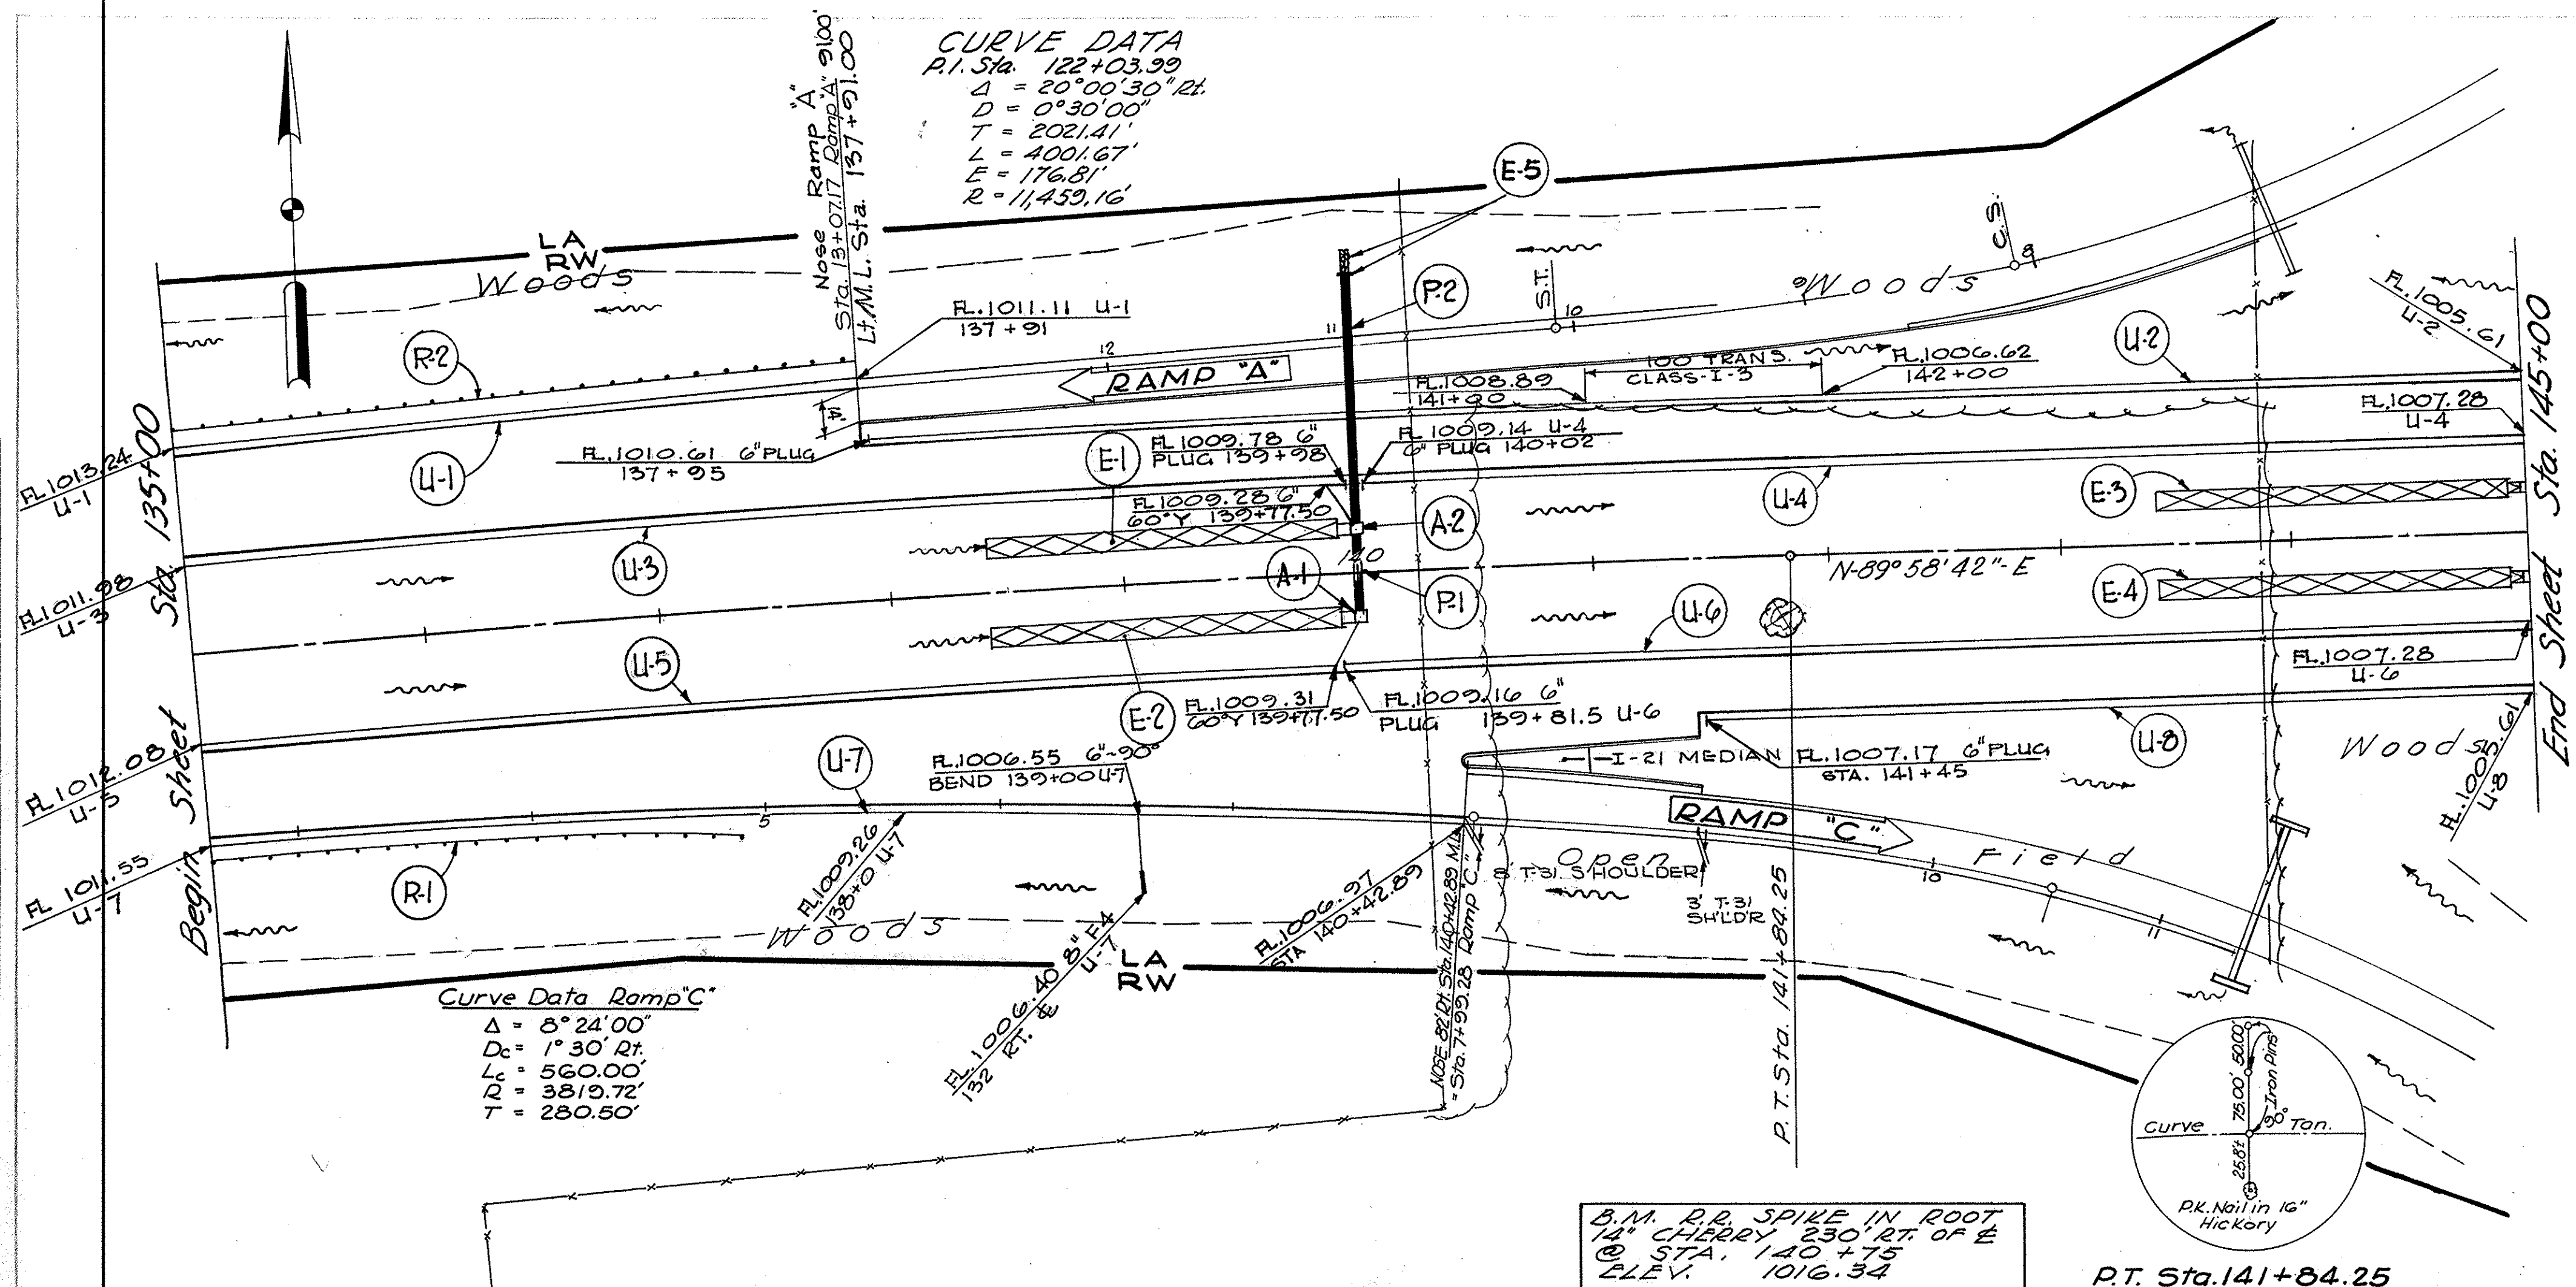 CURVE DATA
P.I. Sta. 122+03.99
Δ = 20°00'30" Rt.
D = 0°30'00"
T = 2021.41'
L = 4001.67'
E = 176.81'
R = 11,459.16'
Nose Ramp "A"
Sta. 13+07.17 Ramp "A" 91.00'
Lt. M.L. Sta. 137+91.00
E-5
LA
RW
Woods
R-2
FL.1011.11 U-1
137+91
P-2
S.T.
C.S.
9
Woods
10
11
12
RAMP "A"
100 TRANS.
CLASS-I-3
FL.1006.62
142+00
U-2
FL.1005.61
U-2
FL.1008.89
141+00
FL.1007.28
U-4
14'
E-1
FL.1009.78 6"
PLUG 139+98
FL.1009.14 U-4
6" PLUG 140+02
FL.1010.61 6"PLUG
137+95
FL.1013.24
U-1
U-1
FL.1009.28 6"
60°Y 139+77.50
A-2
U-4
E-3
Begin Sheet Sta. 135+00
End Sheet Sta. 145+00
U-3
140
A-1
P-1
N-89°58'42"-E
E-4
FL.1011.98
U-3
U-6
U-5
FL.1007.28
U-6
E-2
FL.1009.31
60°Y 139+77.50
FL.1009.16 6"
PLUG 139+81.5 U-6
FL.1012.08
U-5
U-7
FL.1006.55 6"~90°
BEND 139+00 U-7
I-21 MEDIAN
FL.1007.17 6"PLUG
STA. 141+45
U-8
Woods
FL.1005.61
U-8
5
RAMP "C"
FL 1011.55
U-7
R-1
FL.1009.26
138+0 U-7
Open Field
8' T-31 SHOULDER
10
3' T-31
SH'LD'R
11
Woods
FL.1006.97
STA 140+42.89
NOSE 82' Rt. Sta. 140+42.89 M.L.
= Sta. 7+99.28 Ramp "C"
P.T. Sta. 141+84.25
FL.1006.40 8" F-4
132 RT. ℄ U-7
LA
RW
Curve Data Ramp"C"
Δ = 8°24'00"
Dc = 1°30' Rt.
Lc = 560.00'
R = 3819.72'
T = 280.50'
75.00' 50.00'
Iron Pins
90°
Curve Tan.
25.87
P.K. Nail in 16"
Hickory
B.M. R.R. SPIKE IN ROOT
14" CHERRY 230' RT. OF ℄
@ STA. 140+75
ELEV. 1016.34
P.T. Sta.141+84.25